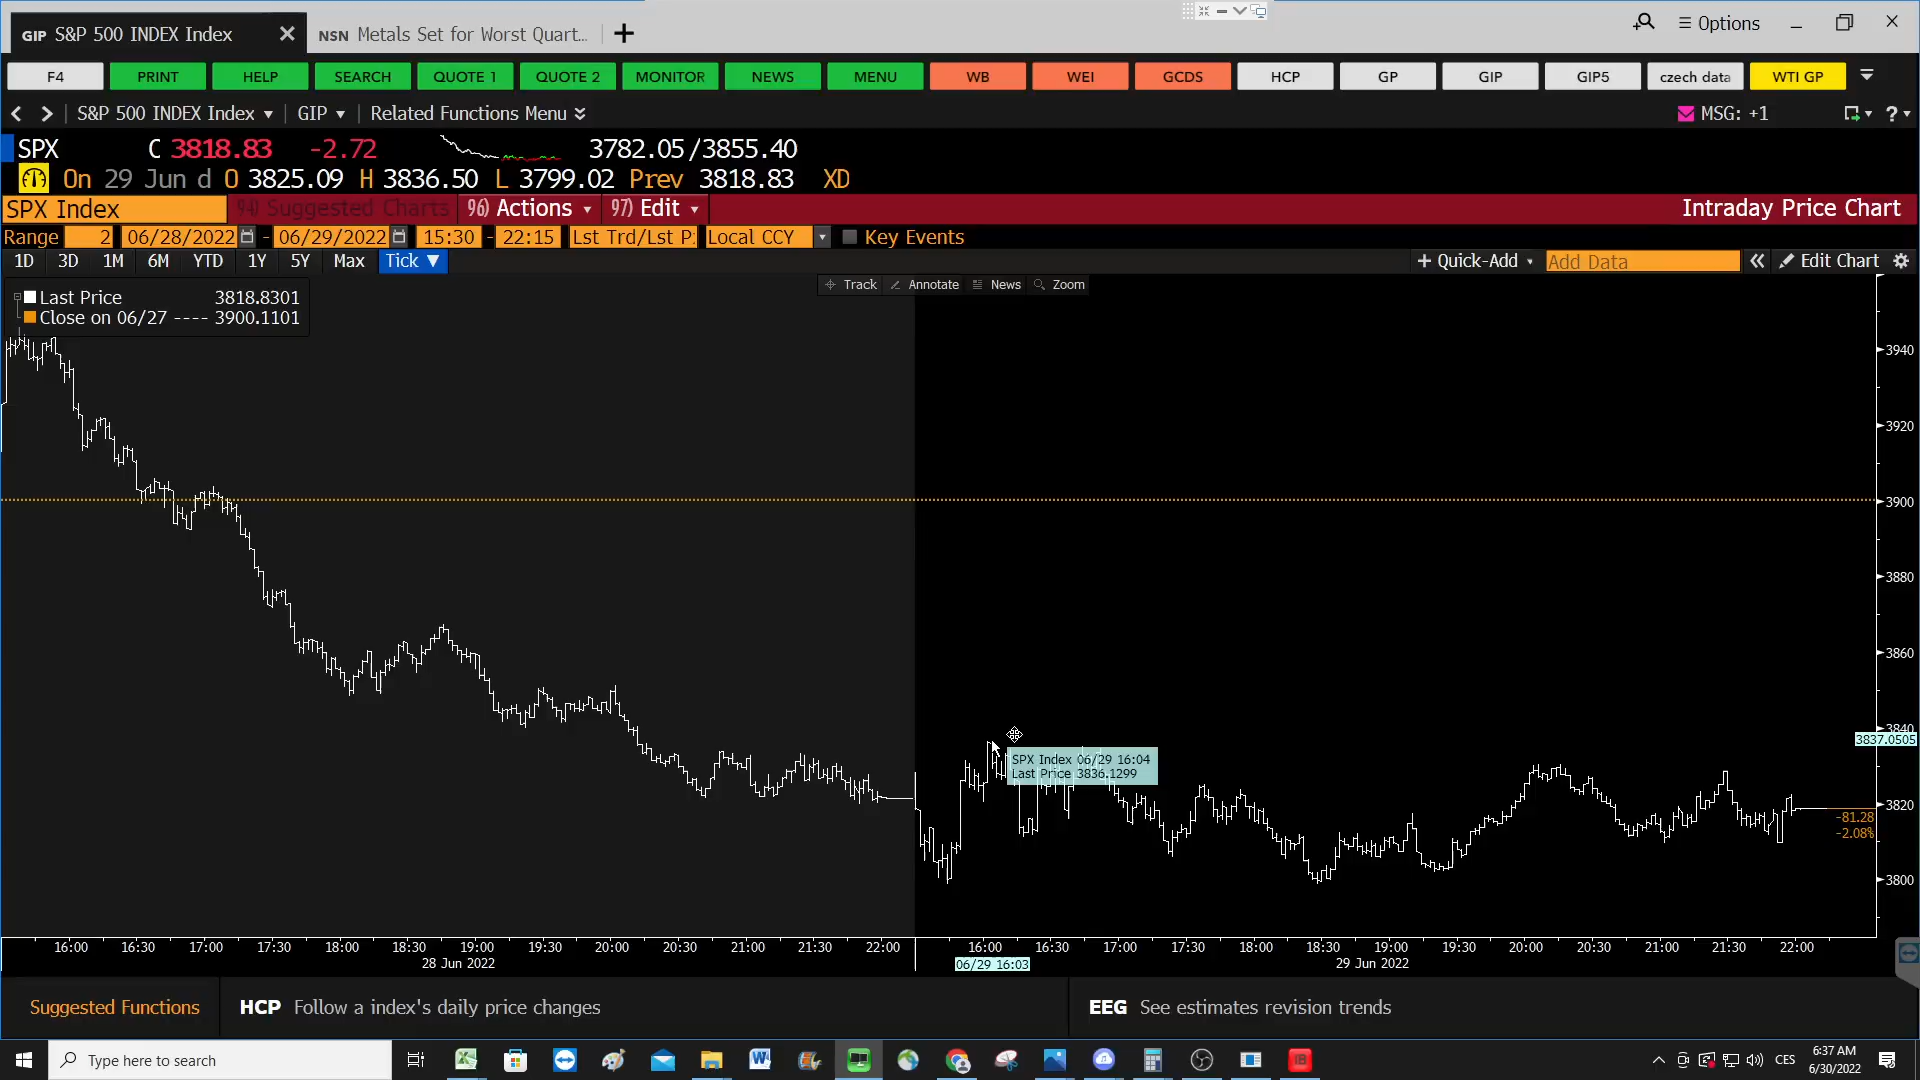 GIP S&P 500 INDEX Index
NSN Metals Set for Worst Quart...
Options
F4 PRINT HELP SEARCH QUOTE 1 QUOTE 2 MONITOR NEWS MENU WB WEI GCDS HCP GP GIP GIP5 czech data WTI GP
S&P 500 INDEX Index GIP Related Functions Menu MSG: +1
SPX C 3818.83 -2.72 3782.05/3855.40
On 29 Jun d O 3825.09 H 3836.50 L 3799.02 Prev 3818.83 XD
SPX Index 94) Suggested Charts 96) Actions 97) Edit Intraday Price Chart
Range 2 06/28/2022 - 06/29/2022 15:30 - 22:15 Lst Trd/Lst P: Local CCY Key Events
1D 3D 1M 6M YTD 1Y 5Y Max Tick + Quick-Add Add Data Edit Chart
Track Annotate News Zoom
Last Price 3818.8301
Close on 06/27 ---- 3900.1101
3940
3920
3900
3880
3860
3840
3837.0505
SPX Index 06/29 16:04
Last Price 3836.1299
3820
-81.28
-2.08%
3800
16:00 16:30 17:00 17:30 18:00 18:30 19:00 19:30 20:00 20:30 21:00 21:30 22:00 16:00 16:30 17:00 17:30 18:00 18:30 19:00 19:30 20:00 20:30 21:00 21:30 22:00
28 Jun 2022 06/29 16:03 29 Jun 2022
Suggested Functions HCP Follow a index's daily price changes EEG See estimates revision trends
Type here to search
CES
6:37 AM
6/30/2022